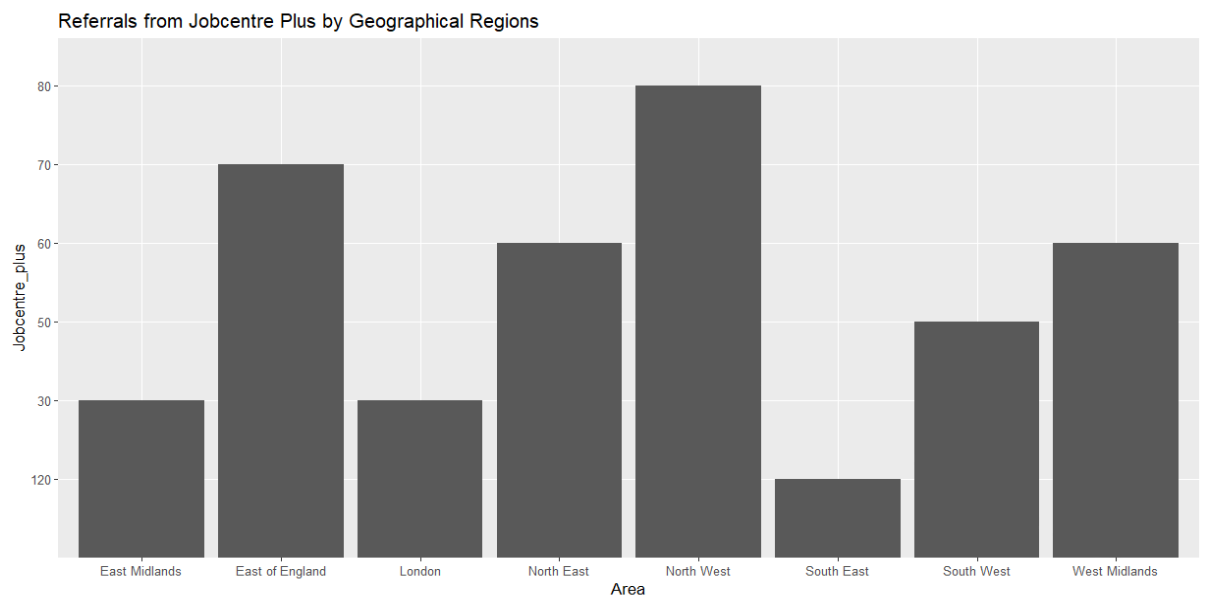 Referrals from Jobcentre Plus by Geographical Regions
Jobcentre_plus
80
70
60
50
30
120
East Midlands
East of England
London
North East
North West
South East
South West
West Midlands
Area